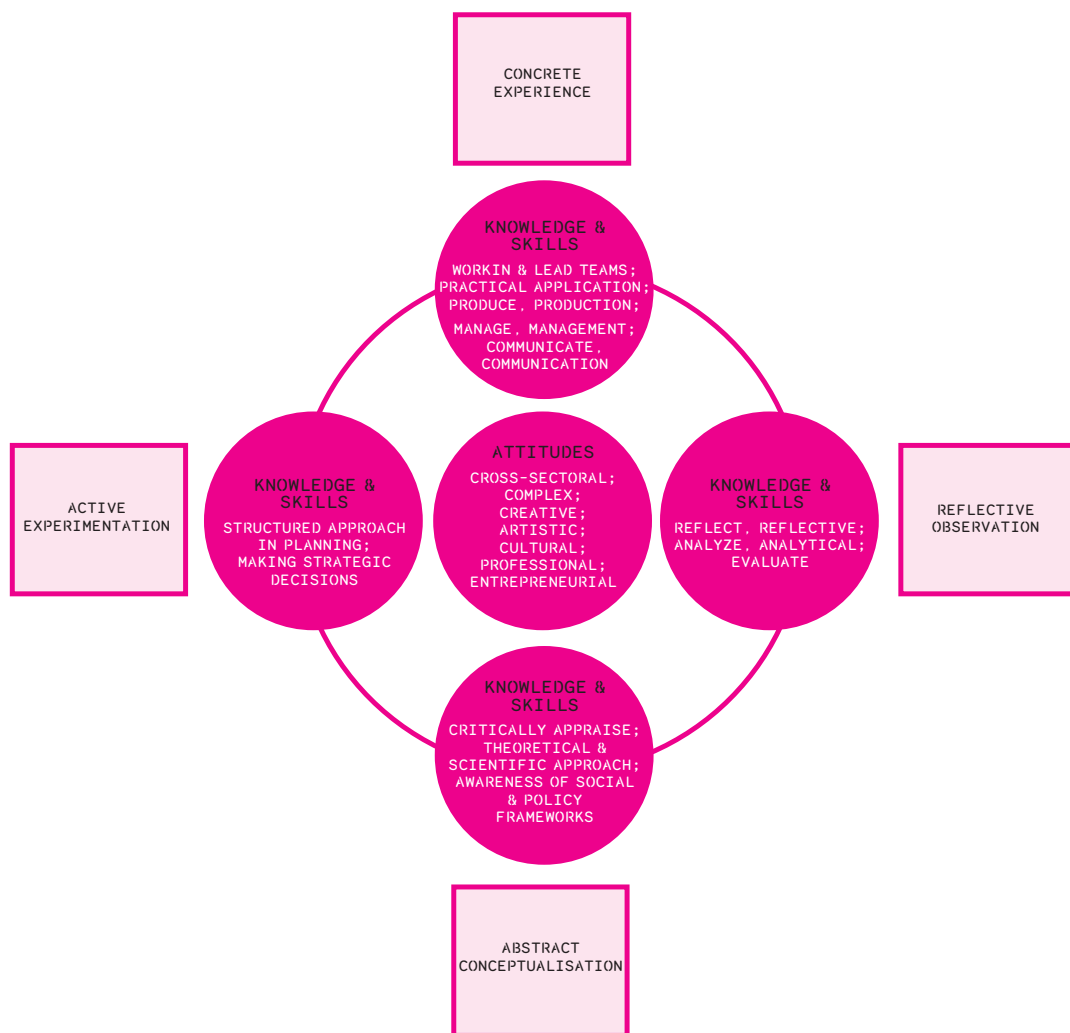 CONCRETE
EXPERIENCE
KNOWLEDGE &
SKILLS
WORKIN & LEAD TEAMS;
PRACTICAL APPLICATION;
PRODUCE, PRODUCTION;
MANAGE, MANAGEMENT;
COMMUNICATE,
COMMUNICATION
ACTIVE
EXPERIMENTATION
KNOWLEDGE &
SKILLS
STRUCTURED APPROACH
IN PLANNING;
MAKING STRATEGIC
DECISIONS
ATTITUDES
CROSS-SECTORAL;
COMPLEX;
CREATIVE;
ARTISTIC;
CULTURAL;
PROFESSIONAL;
ENTREPRENEURIAL
KNOWLEDGE &
SKILLS
REFLECT, REFLECTIVE;
ANALYZE, ANALYTICAL;
EVALUATE
REFLECTIVE
OBSERVATION
KNOWLEDGE &
SKILLS
CRITICALLY APPRAISE;
THEORETICAL &
SCIENTIFIC APPROACH;
AWARENESS OF SOCIAL
& POLICY
FRAMEWORKS
ABSTRACT
CONCEPTUALISATION